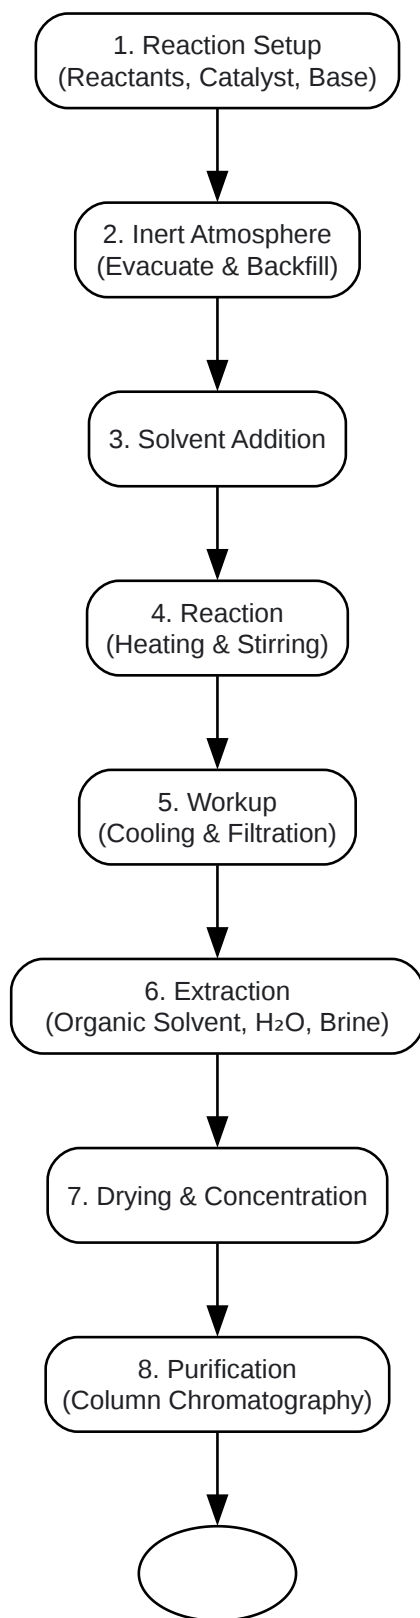 1. Reaction Setup
(Reactants, Catalyst, Base)
2. Inert Atmosphere
(Evacuate & Backfill)
3. Solvent Addition
4. Reaction
(Heating & Stirring)
5. Workup
(Cooling & Filtration)
6. Extraction
(Organic Solvent, H₂O, Brine)
7. Drying & Concentration
8. Purification
(Column Chromatography)